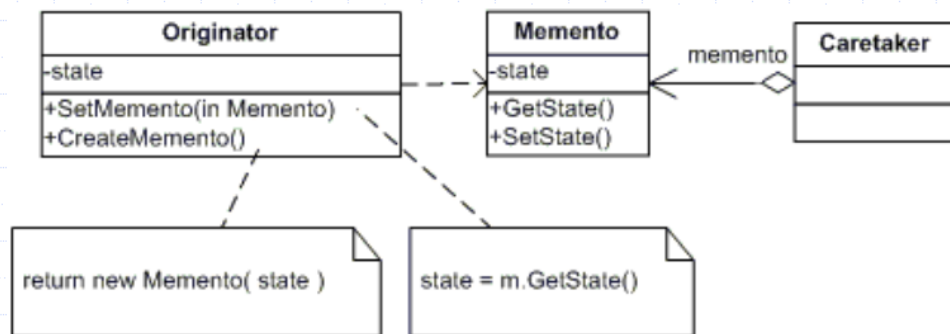 Originator
-state
+SetMemento(in Memento)
+CreateMemento()
Memento
-state
+GetState()
+SetState()
memento
Caretaker
return new Memento( state )
state = m.GetState()